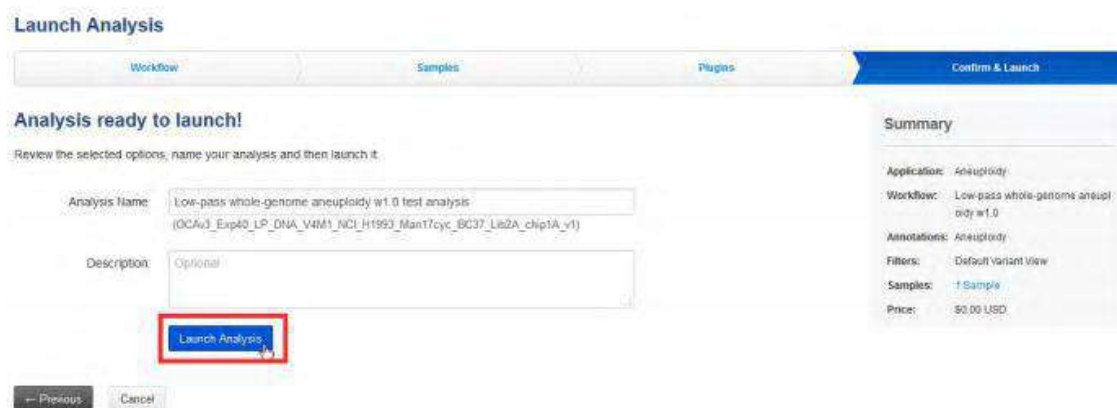 Launch Analysis
Workflow
Samples
Plugins
Confirm & Launch
Analysis ready to launch!
Review the selected options, name your analysis and then launch it.
Analysis Name
Low-pass whole-genome aneuploidy w1.0 test analysis
(OCAv3_Exp40_LP_DNA_V4M1_NCI_H1993_Man17cyc_BC37_Lib2A_chip1A_v1)
Description
Optional
Launch Analysis
← Previous
Cancel
Summary
Application: Aneuploidy
Workflow: Low-pass whole-genome aneupl
oidy w1.0
Annotations: Aneuploidy
Filters: Default Variant View
Samples: 1 Sample
Price: $0.00 USD